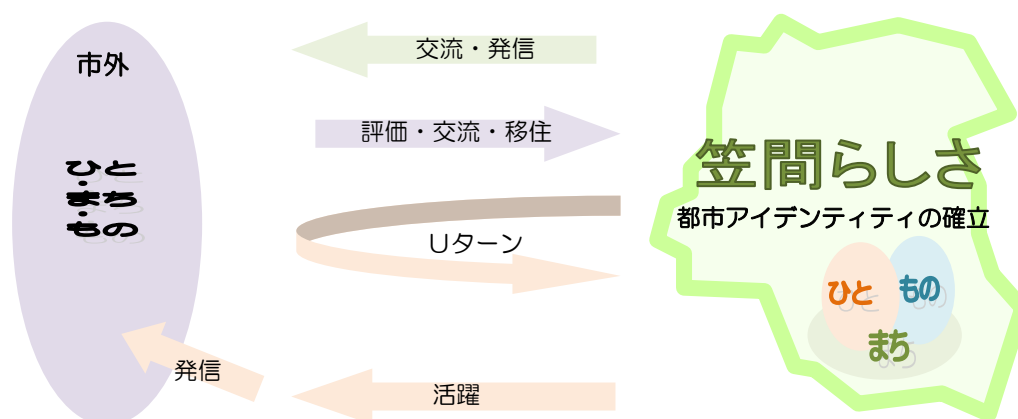 市外
ひと
・
まち
・
もの
交流・発信
評価・交流・移住
Uターン
発信
活躍
笠間らしさ
都市アイデンティティの確立
ひと
もの
まち